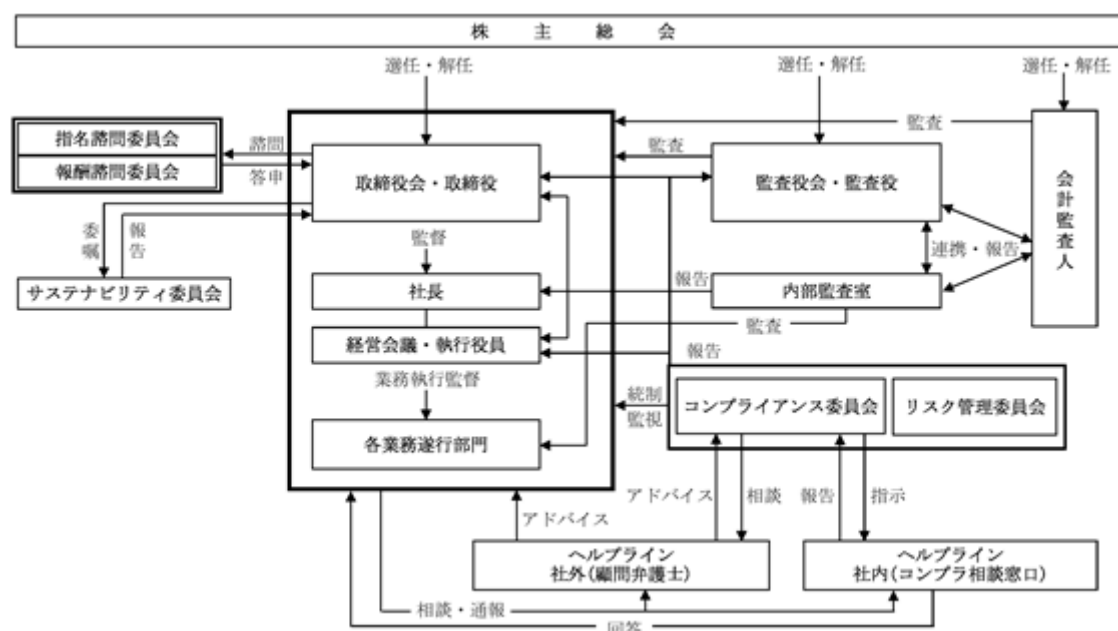 株主総会
選任・解任
選任・解任
選任・解任
指名諮問委員会
報酬諮問委員会
諮問
答申
監査
監査
取締役会・取締役
監査役会・監査役
会計監査人
委嘱
報告
監督
連携・報告
サステナビリティ委員会
社長
報告
内部監査室
監査
経営会議・執行役員
報告
業務執行監督
統制
監視
コンプライアンス委員会
リスク管理委員会
各業務遂行部門
アドバイス
相談
報告
指示
アドバイス
ヘルプライン
社外(顧問弁護士)
ヘルプライン
社内(コンプラ相談窓口)
相談・通報
回答